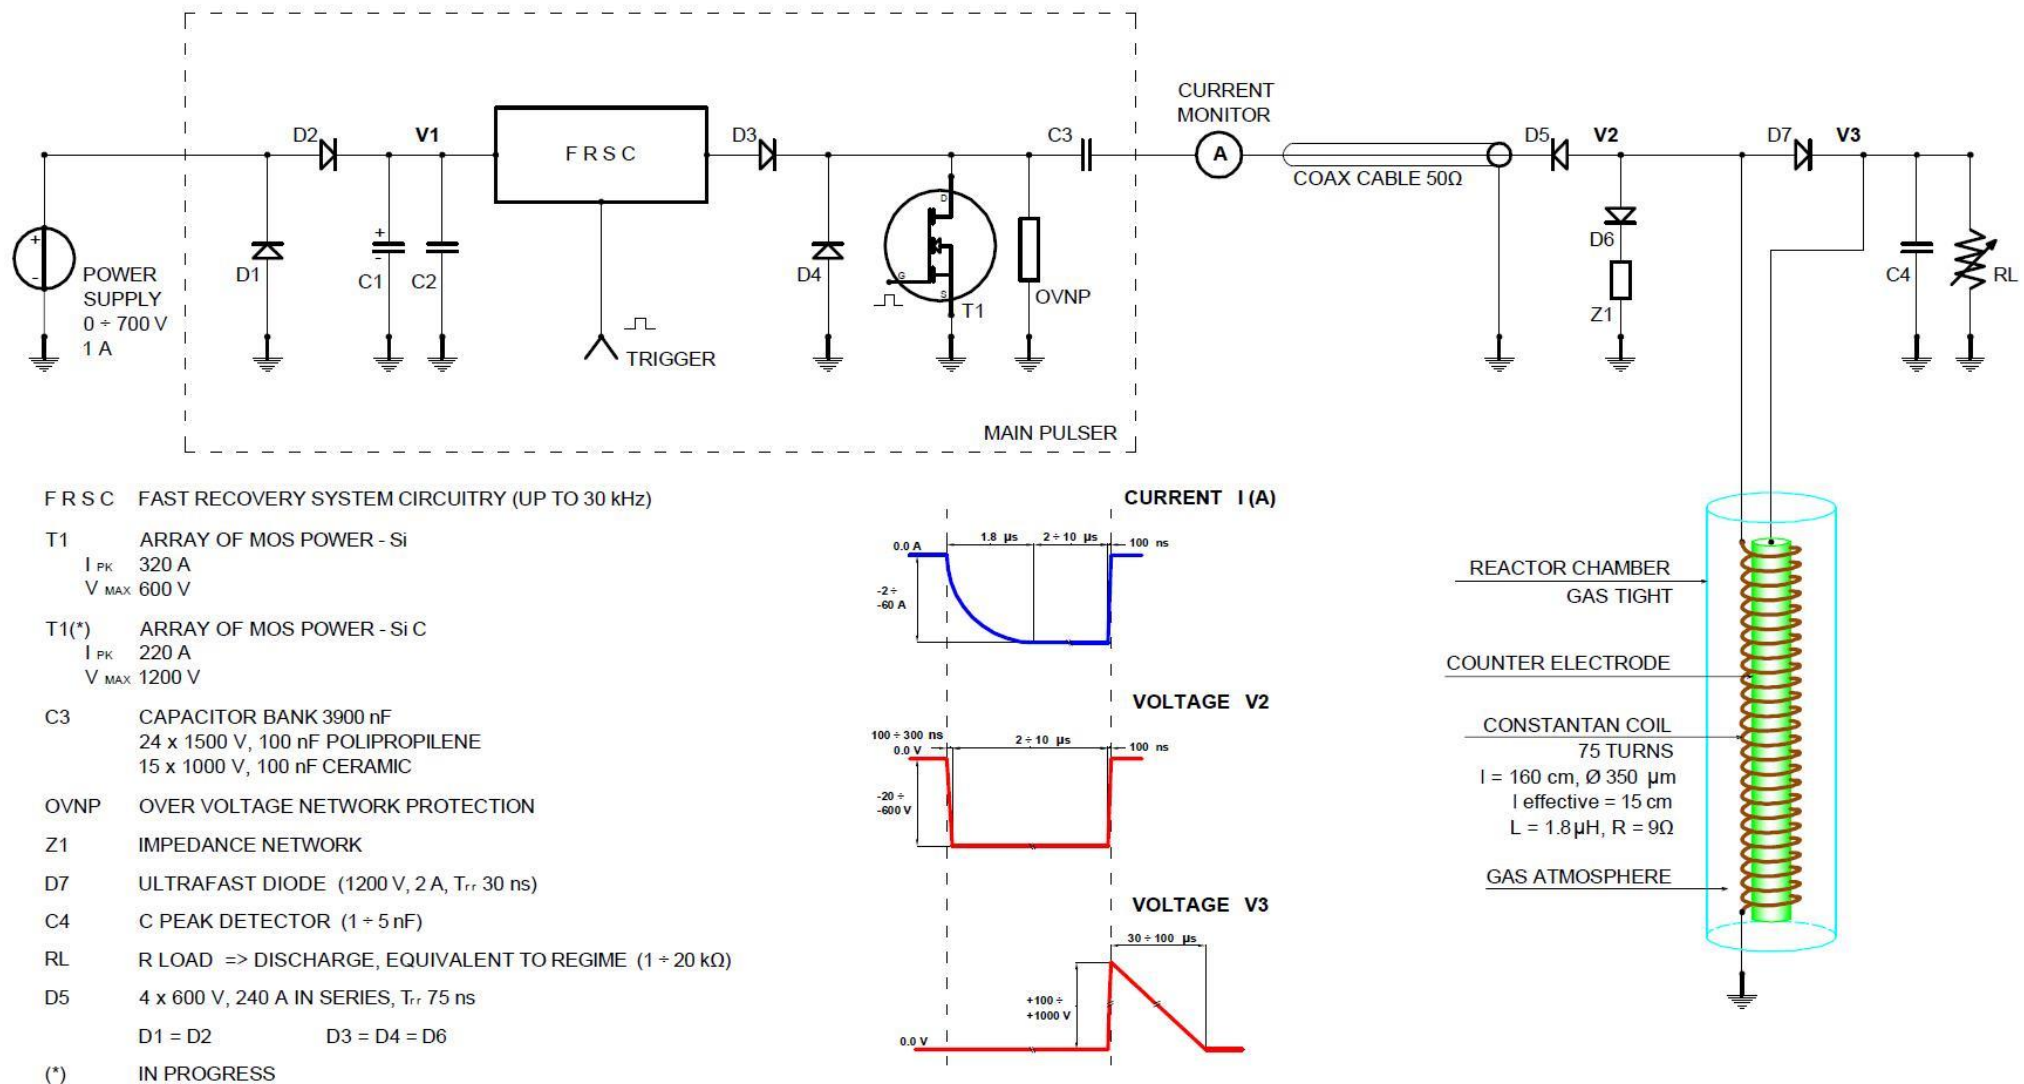 CURRENT
MONITOR
D2
V1
F R S C
D3
C3
A
D5
V2
D7
V3
COAX CABLE 50Ω
+
-
POWER
SUPPLY
0 ÷ 700 V
1 A
D1
+
-
C1
C2
TRIGGER
D4
D
G
S
T1
OVNP
D6
Z1
C4
RL
MAIN PULSER
F R S C FAST RECOVERY SYSTEM CIRCUITRY (UP TO 30 kHz)
T1 ARRAY OF MOS POWER - Si
I PK 320 A
V MAX 600 V
T1(*) ARRAY OF MOS POWER - Si C
I PK 220 A
V MAX 1200 V
C3 CAPACITOR BANK 3900 nF
24 x 1500 V, 100 nF POLIPROPILENE
15 x 1000 V, 100 nF CERAMIC
OVNP OVER VOLTAGE NETWORK PROTECTION
Z1 IMPEDANCE NETWORK
D7 ULTRAFAST DIODE (1200 V, 2 A, Trr 30 ns)
C4 C PEAK DETECTOR (1 ÷ 5 nF)
RL R LOAD => DISCHARGE, EQUIVALENT TO REGIME (1 ÷ 20 kΩ)
D5 4 x 600 V, 240 A IN SERIES, Trr 75 ns
D1 = D2 D3 = D4 = D6
(*) IN PROGRESS
CURRENT I (A)
1.8 µs
2 ÷ 10 µs
100 ns
0.0 A
-2 ÷
-60 A
VOLTAGE V2
100 ÷ 300 ns
0.0 V
2 ÷ 10 µs
100 ns
-20 ÷
-600 V
VOLTAGE V3
30 ÷ 100 µs
+100 ÷
+1000 V
0.0 V
REACTOR CHAMBER
GAS TIGHT
COUNTER ELECTRODE
CONSTANTAN COIL
75 TURNS
l = 160 cm, Ø 350 µm
l effective = 15 cm
L = 1.8µH, R = 9Ω
GAS ATMOSPHERE